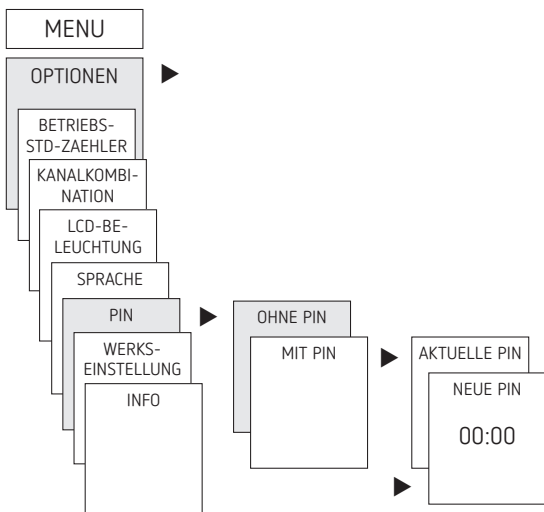 MENU
OPTIONEN
BETRIEBS-
STD-ZAEHLER
KANALKOMBI-
NATION
LCD-BE-
LEUCHTUNG
SPRACHE
PIN
WERKS-
EINSTELLUNG
INFO
OHNE PIN
MIT PIN
AKTUELLE PIN
NEUE PIN
00:00